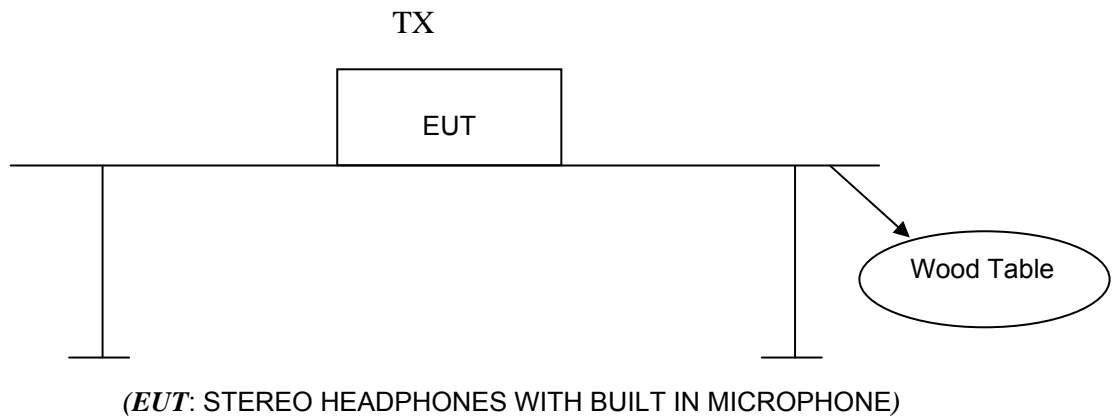 TX
EUT
Wood Table
(EUT: STEREO HEADPHONES WITH BUILT IN MICROPHONE)